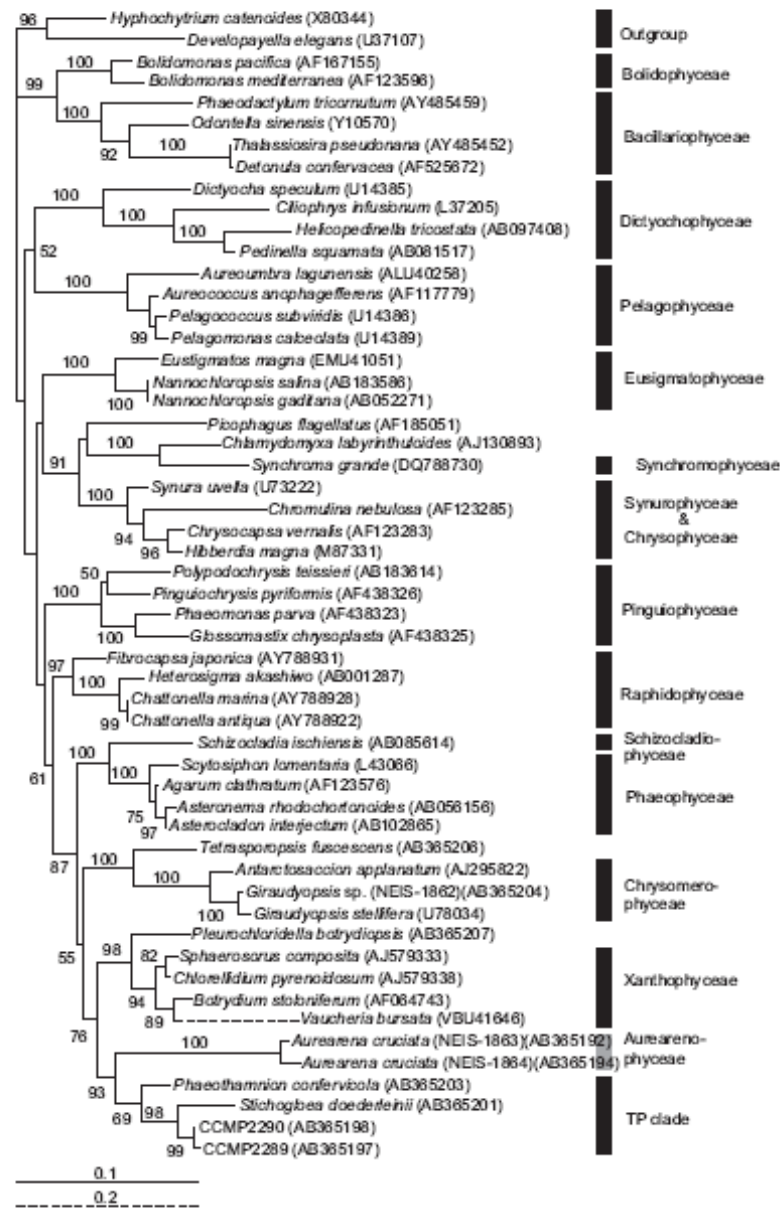 96
Hyphochytrium catenoides (X80344)
Developayella elegans (U37107)
Outgroup
100
Bolidomonas pacifica (AF167155)
99
Bolidomonas mediterranea (AF123596)
Bolidophyceae
100
Phaeodactylum tricornutum (AY485459)
Odontella sinensis (Y10570)
92
100
Thalassiosira pseudonana (AY485452)
Detonula confervacea (AF525672)
Bacillariophyceae
100
Dictyocha speculum (U14385)
100
Ciliophrys infusionum (L37205)
100
Helicopedinella tricostata (AB097408)
Pedinella squamata (AB081517)
Dictyochophyceae
52
100
Aureoumbra lagunensis (ALU40258)
Aureococcus anophagefferens (AF117779)
Pelagococcus subviridis (U14386)
99
Pelagomonas calceolata (U14389)
Pelagophyceae
100
Eustigmatos magna (EMU41051)
Nannochloropsis salina (AB183586)
100
Nannochloropsis gaditana (AB052271)
Eusigmatophyceae
91
Picophagus flagellatus (AF185051)
100
Chlamydomyxa labyrinthuloides (AJ130893)
Synchroma grande (DQ788730)
Synchromophyceae
100
Synura uvella (U73222)
94
Chromulina nebulosa (AF123285)
Chrysocapsa vernalis (AF123283)
96
Hibberdia magna (M87331)
Synurophyceae
&
Chrysophyceae
100
50
Polypodochrysis teissieri (AB183614)
Pinguiochrysis pyriformis (AF438326)
Phaeomonas parva (AF438323)
100
Glossomastix chrysoplasta (AF438325)
Pinguiophyceae
97
Fibrocapsa japonica (AY788931)
100
Heterosigma akashiwo (AB001287)
Chattonella marina (AY788928)
99
Chattonella antiqua (AY788922)
Raphidophyceae
61
100
Schizocladia ischiensis (AB085614)
Schizocladio-
phyceae
100
Scytosiphon lomentaria (L43066)
Agarum clathratum (AF123576)
75
Asteronema rhodochortonoides (AB056156)
97
Asterocladon interjectum (AB102865)
Phaeophyceae
87
100
Tetrasporopsis fuscescens (AB365206)
100
Antarctosaccion applanatum (AJ295822)
Giraudyopsis sp. (NEIS-1862)(AB365204)
100
Giraudyopsis stellifera (U78034)
Chrysomero-
phyceae
55
98
Pleurochloridella botrydiopsis (AB365207)
82
Sphaerosorus composita (AJ579333)
Chlorellidium pyrenoidosum (AJ579338)
94
Botrydium stoloniferum (AF064743)
89
Vaucheria bursata (VBU41646)
Xanthophyceae
76
100
Aurearena cruciata (NEIS-1863)(AB365192)
Aurearena cruciata (NEIS-1864)(AB365194)
Aureareno-
phyceae
93
Phaeothamnion confervicola (AB365203)
69
98
Stichogloea doederleinii (AB365201)
CCMP2290 (AB365198)
99
CCMP2289 (AB365197)
TP clade
0.1
0.2